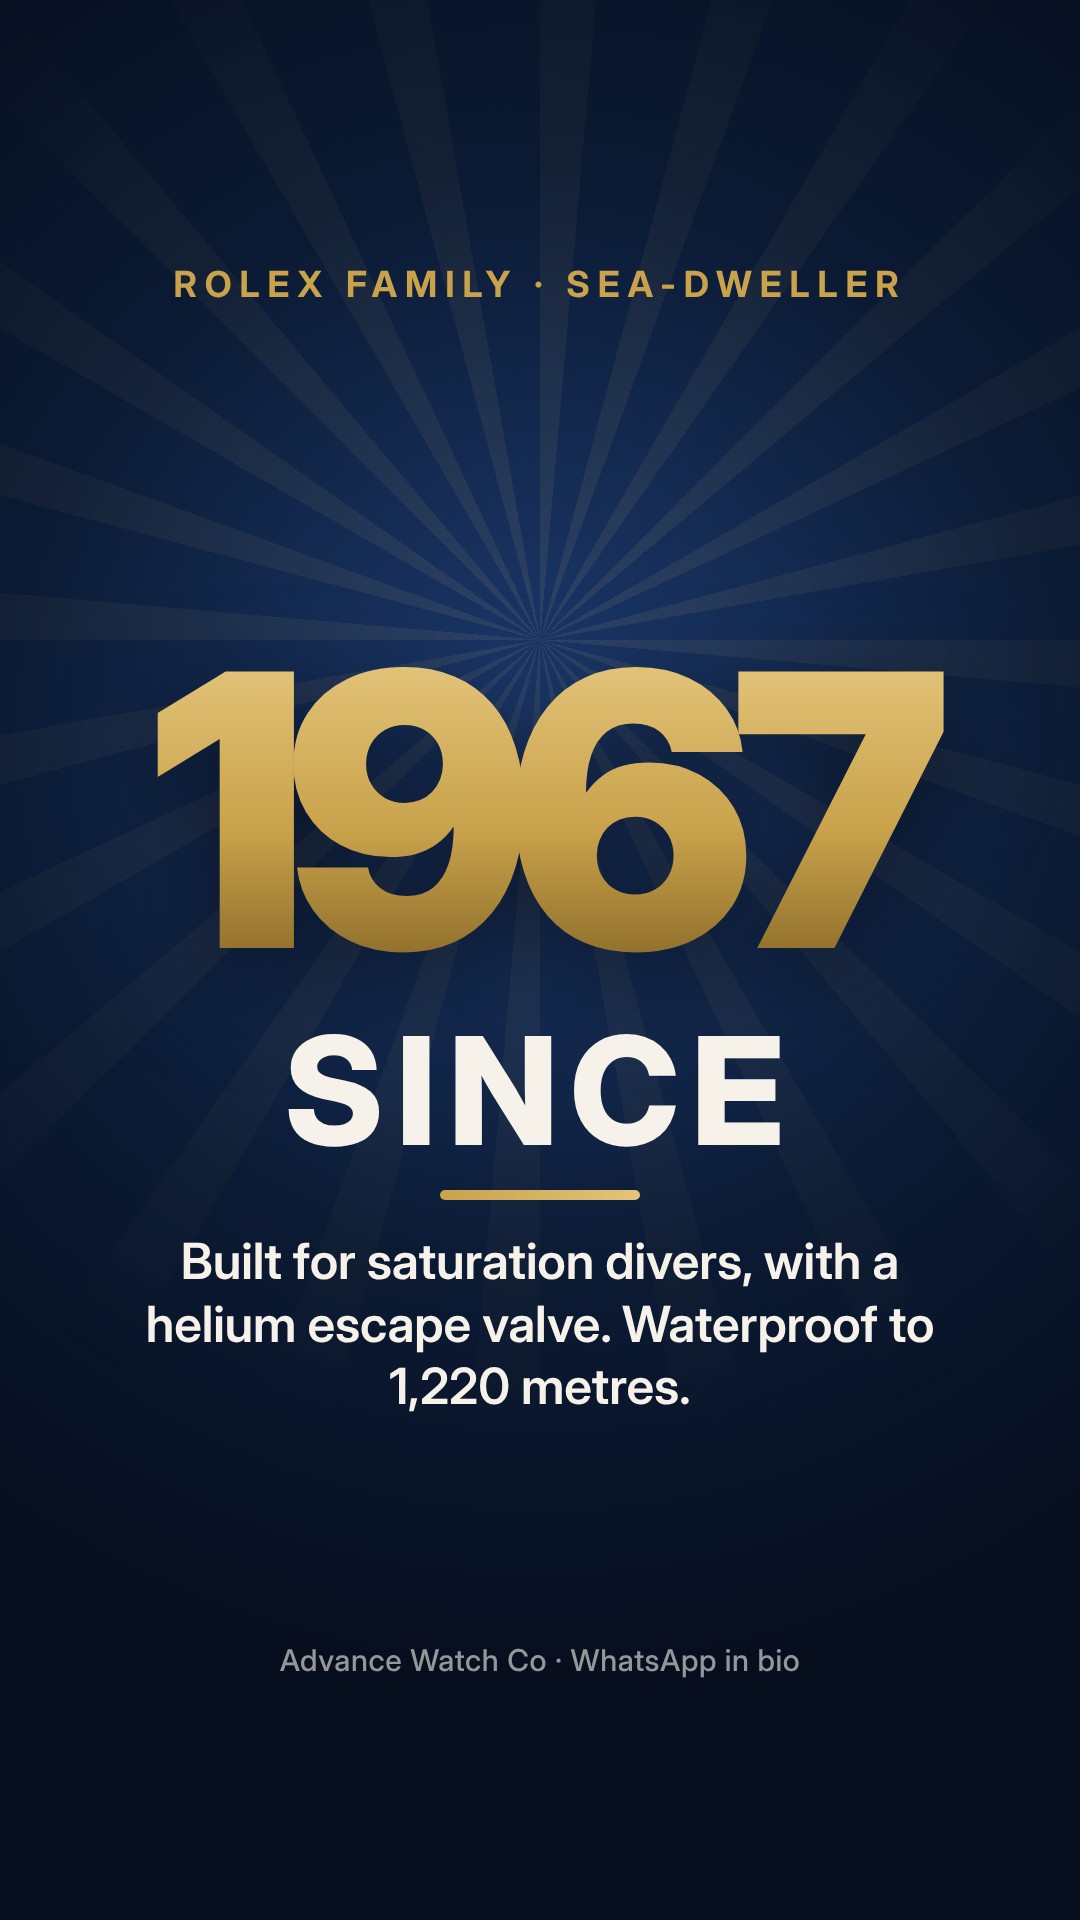 ROLEX FAMILY · SEA-DWELLER
1967
SINCE
Built for saturation divers, with a
helium escape valve. Waterproof to
1,220 metres.
Advance Watch Co · WhatsApp in bio